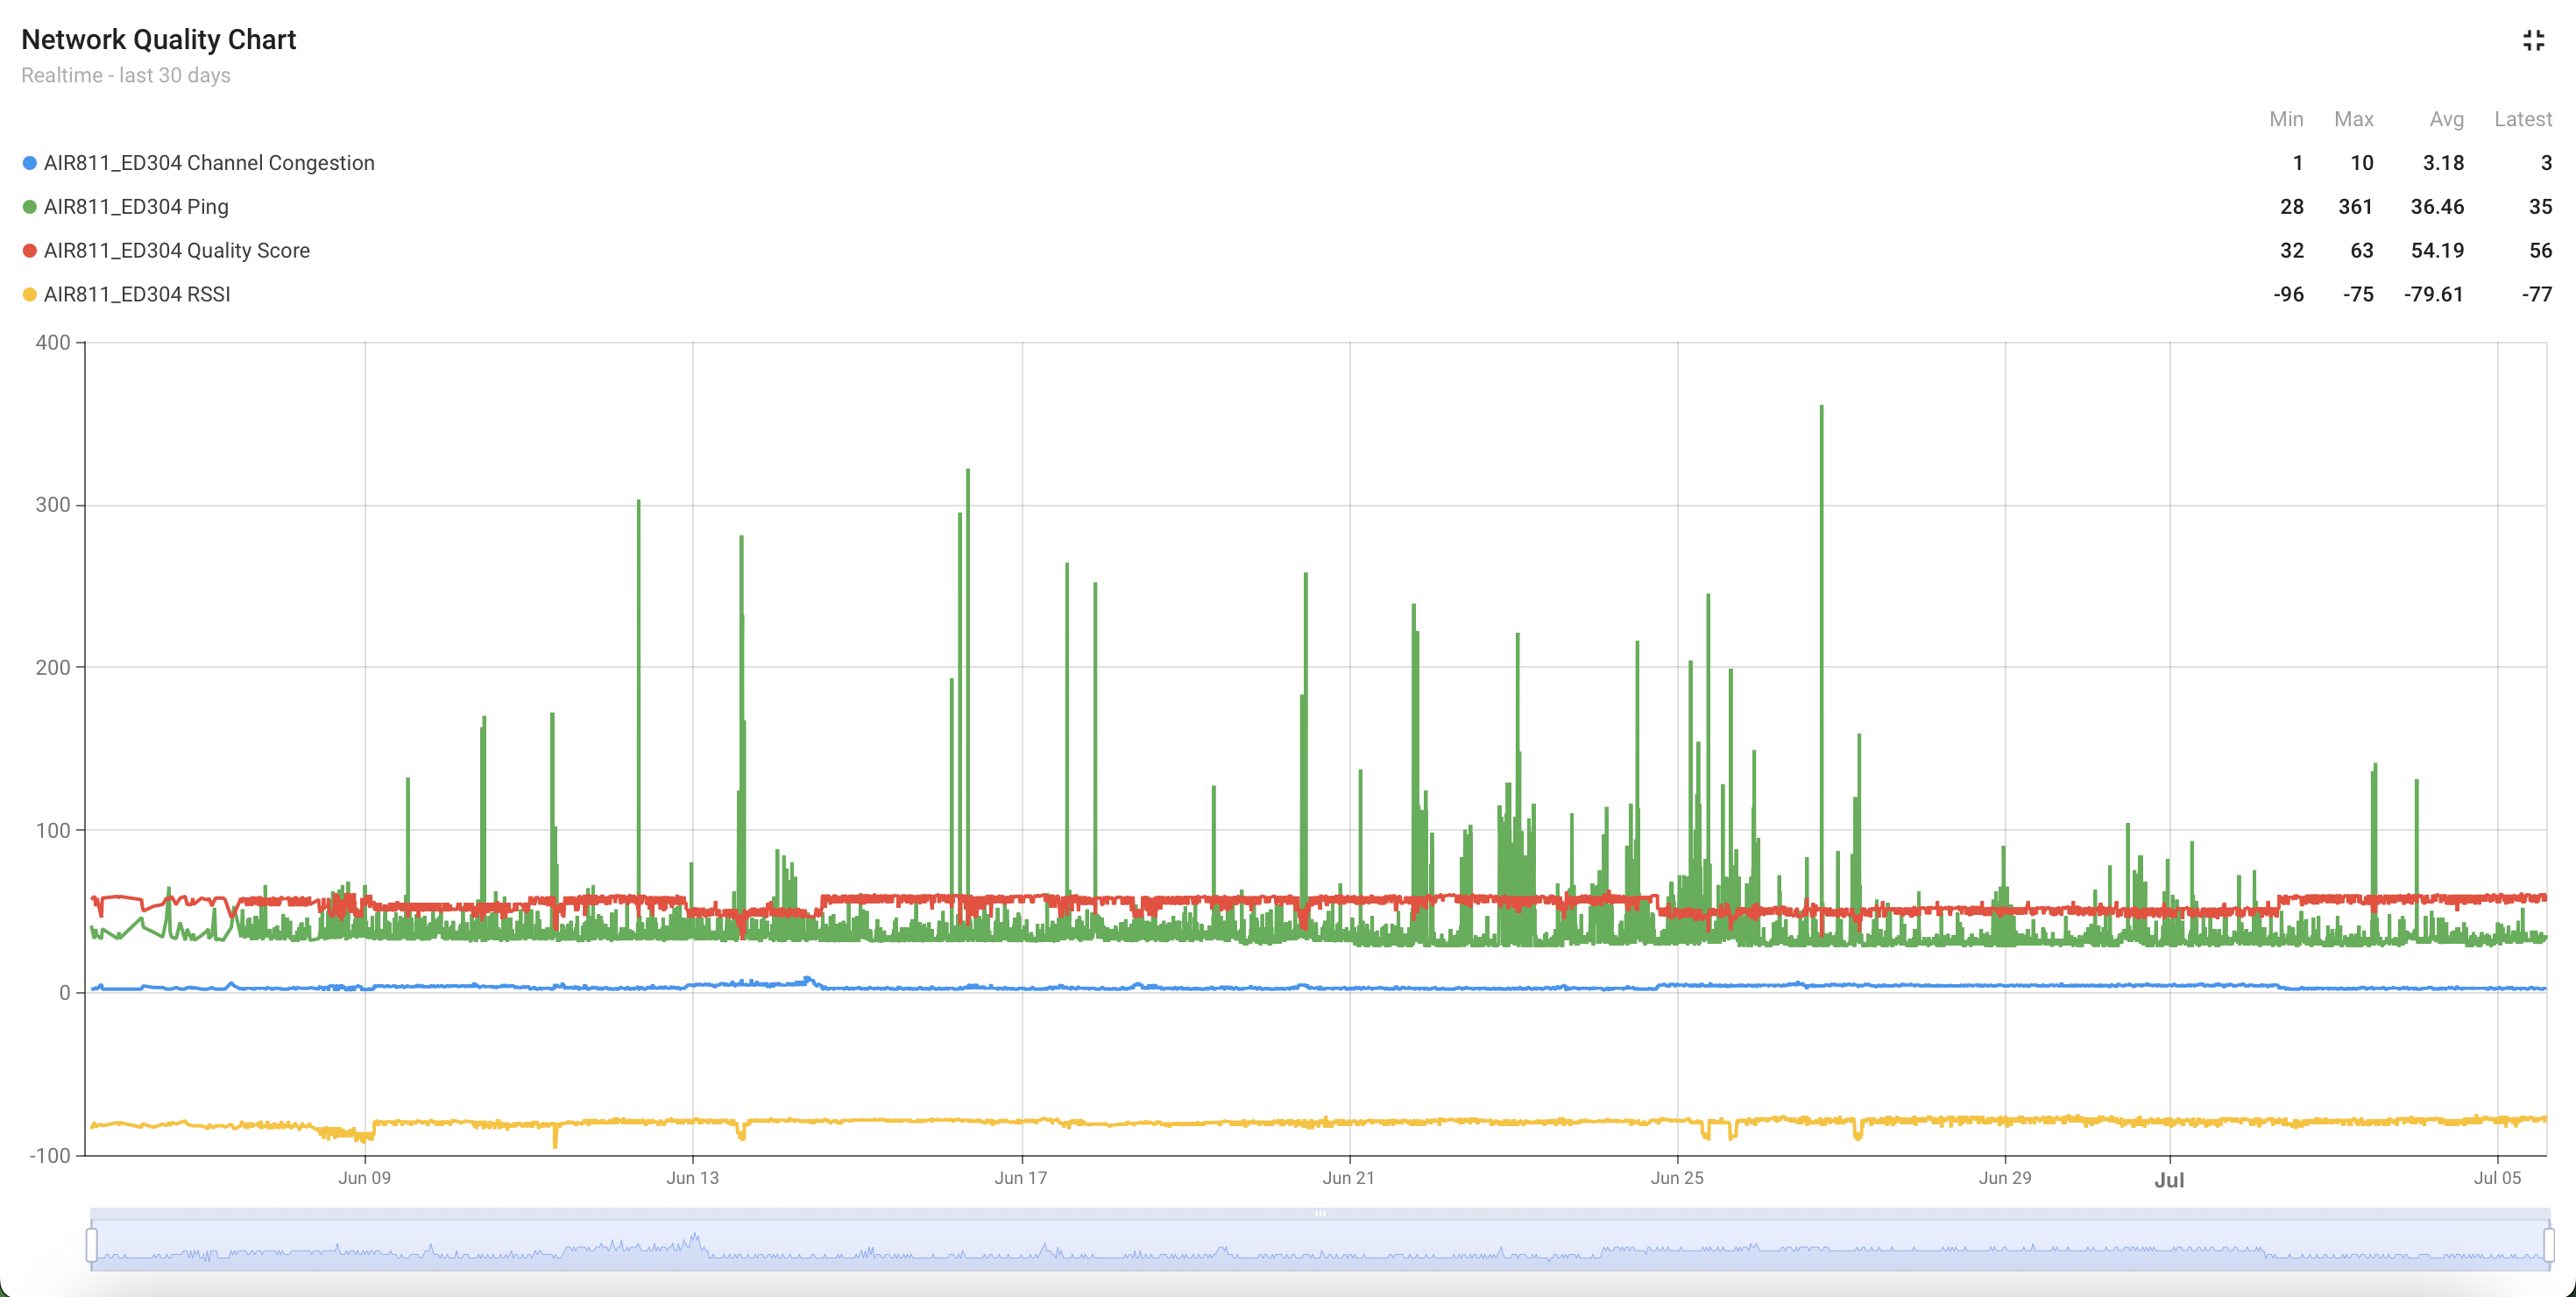 Network Quality Chart
Realtime - last 30 days
Min Max Avg Latest
AIR811_ED304 Channel Congestion 1 10 3.18 3
AIR811_ED304 Ping 28 361 36.46 35
AIR811_ED304 Quality Score 32 63 54.19 56
AIR811_ED304 RSSI -96 -75 -79.61 -77
400
300
200
100
0
-100
Jun 09 Jun 13 Jun 17 Jun 21 Jun 25 Jun 29 Jul Jul 05